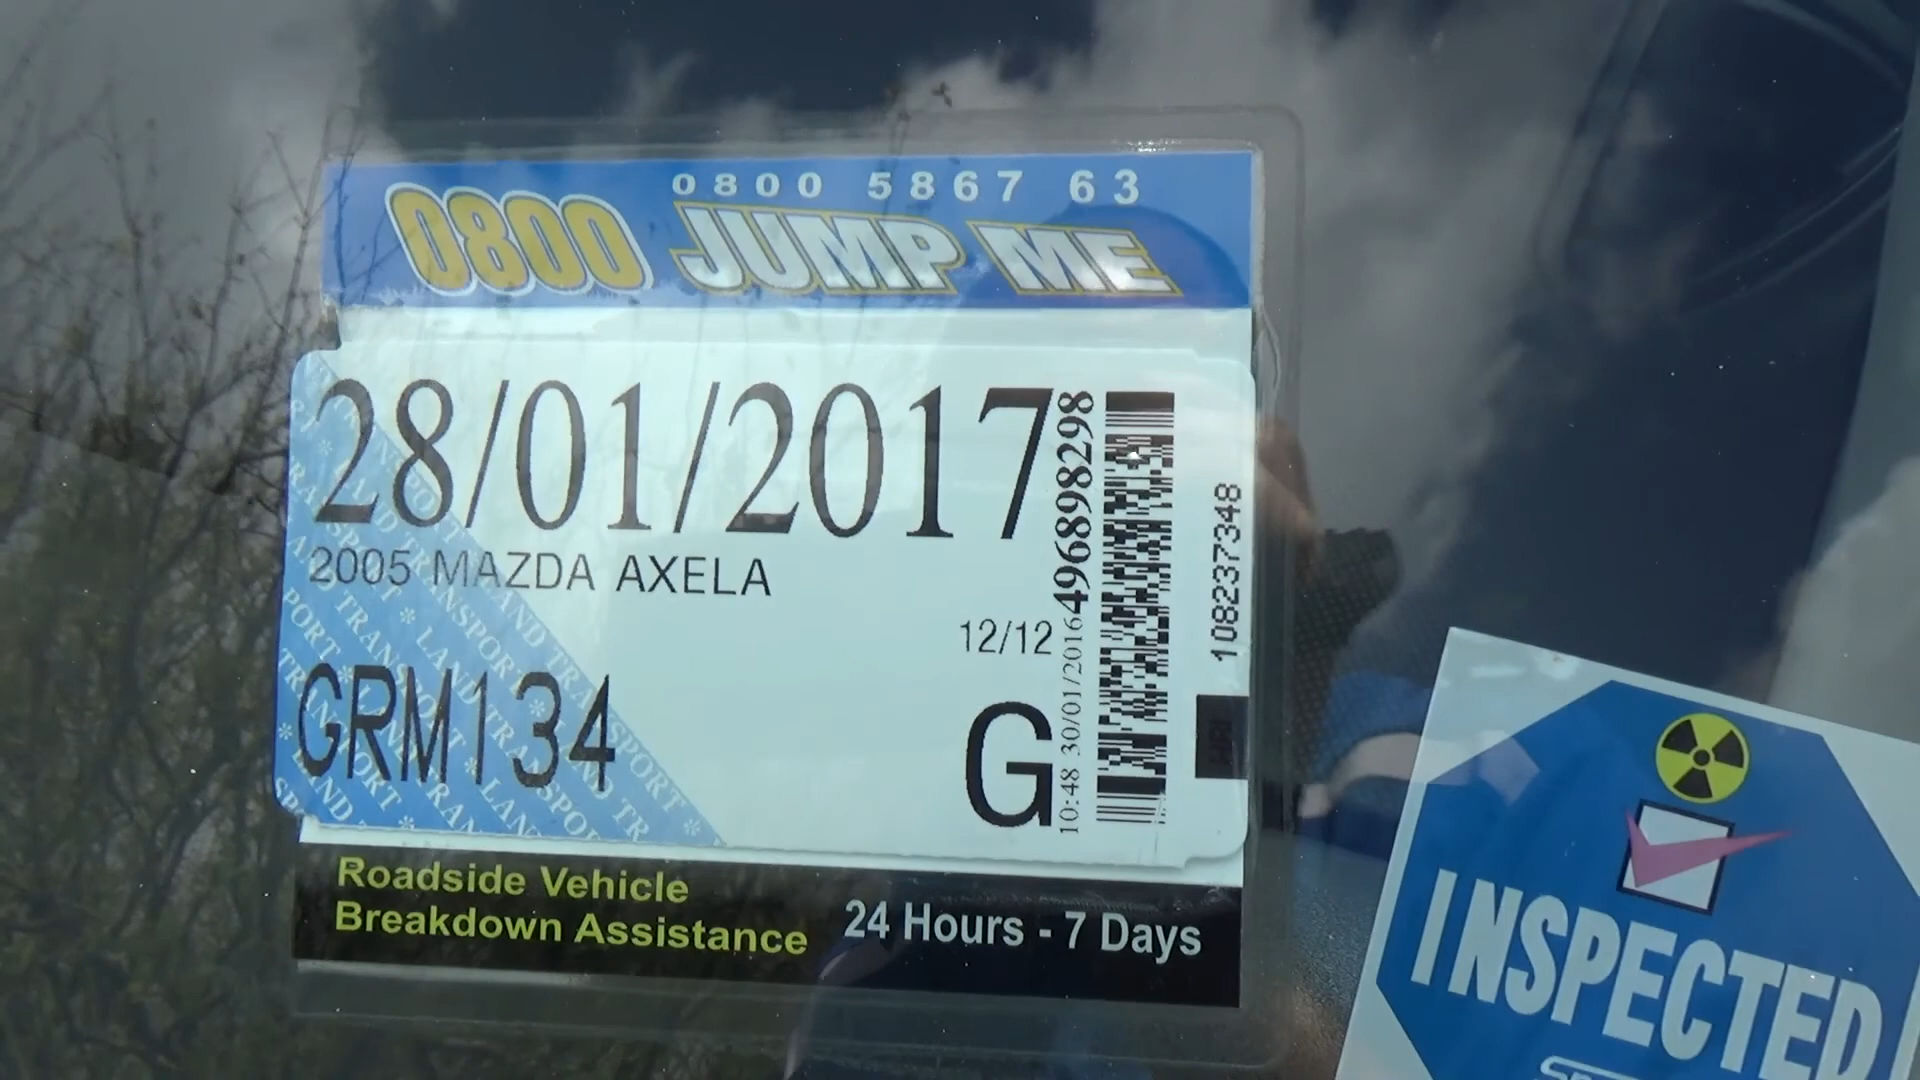 0800 5867 63
0800 JUMP ME
28/01/2017
2005 MAZDA AXELA
12/12
GRM134
G
10:48 30/01/2016 4968989298
108237348
Roadside Vehicle
Breakdown Assistance
24 Hours - 7 Days
INSPECTED